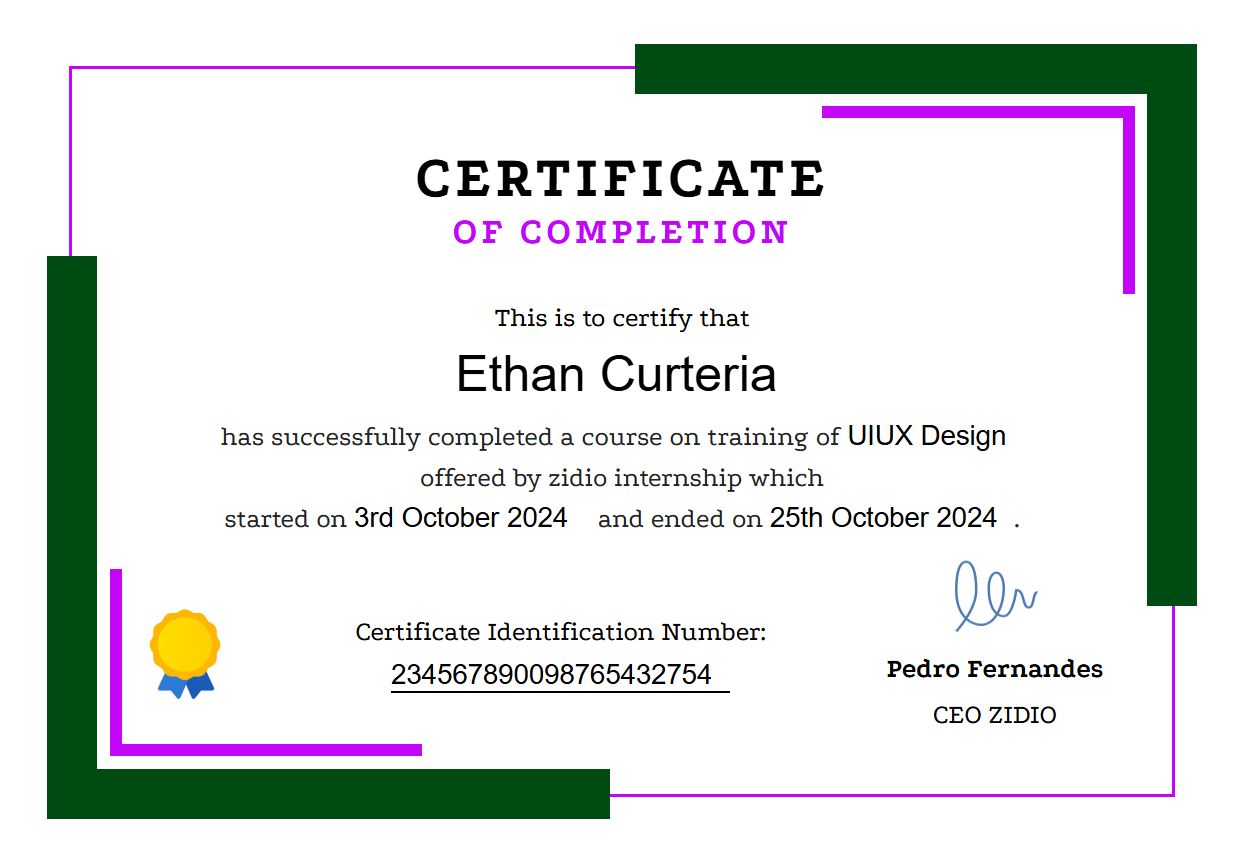 CERTIFICATE
OF COMPLETION
This is to certify that
Ethan Curteria
has successfully completed a course on training of UIUX Design
offered by zidio internship which
started on 3rd October 2024 and ended on 25th October 2024 .
Certificate Identification Number:
234567890098765432754
Pedro Fernandes
CEO ZIDIO